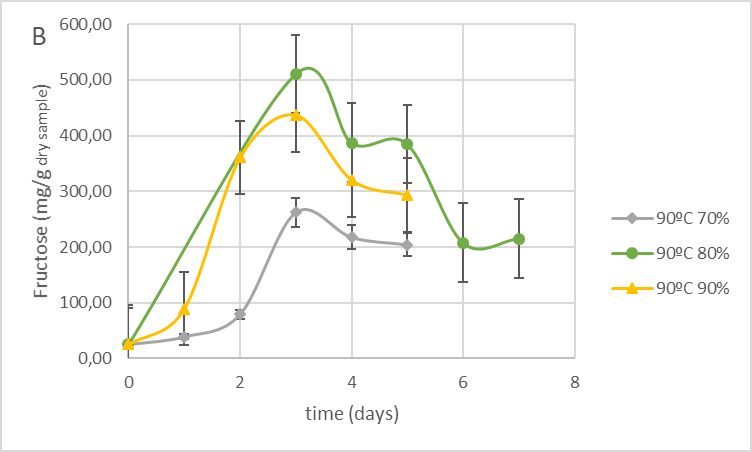 B
600,00
500,00
400,00
300,00
200,00
100,00
0,00
Fructose (mg/g dry sample)
0
2
4
6
8
time (days)
90ºC 70%
90ºC 80%
90ºC 90%